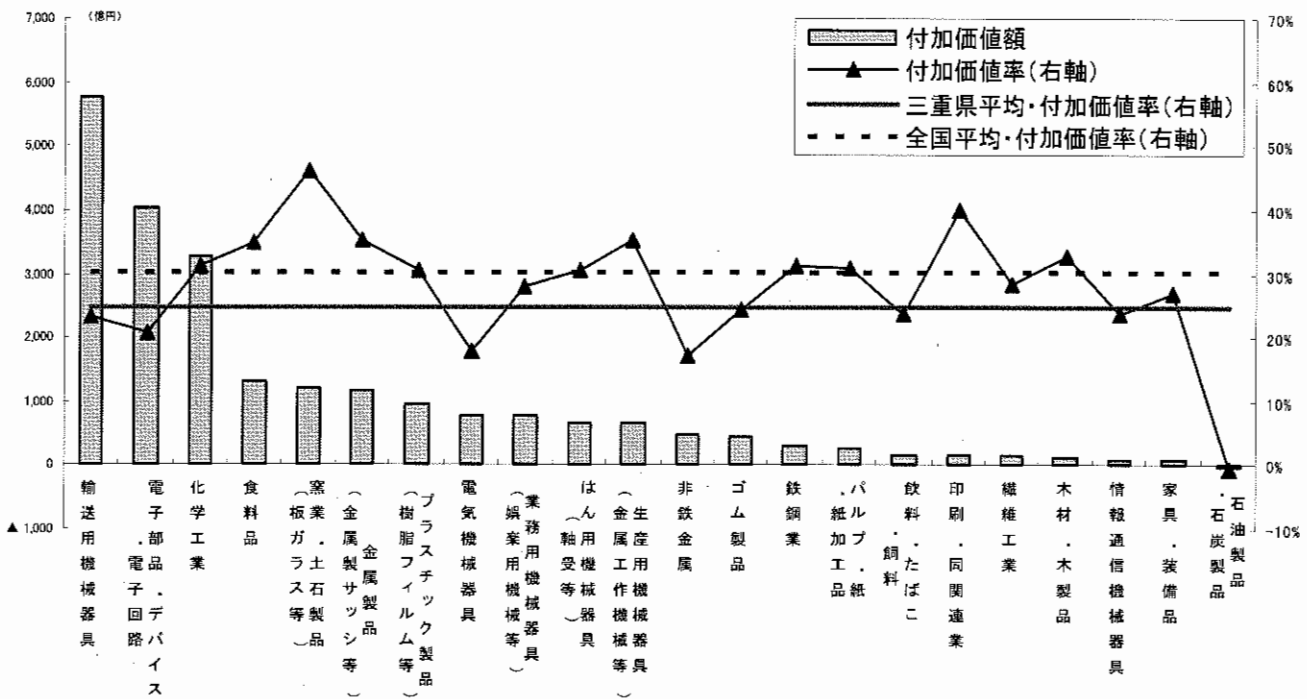 7,000
（億円）
6,000
5,000
4,000
3,000
2,000
1,000
0
▲ 1,000
70%
60%
50%
40%
30%
20%
10%
0%
-10%
付加価値額
付加価値率(右軸)
三重県平均・付加価値率(右軸)
全国平均・付加価値率(右軸)
輸送用機械器具
電子部品・デバイス
・電子回路
化学工業
食料品
窯業・土石製品
（板ガラス等）
金属製品
（金属製サッシ等）
プラスチック製品
（樹脂フィルム等）
電気機械器具
業務用機械器具
（娯楽用機械等）
はん用機械器具
（軸受等）
生産用機械器具
（金属工作機械等）
非鉄金属
ゴム製品
鉄鋼業
パルプ・紙
・紙加工品
飲料・たばこ
・飼料
印刷・同関連業
繊維工業
木材・木製品
情報通信機械器具
家具・装備品
石油製品
・石炭製品